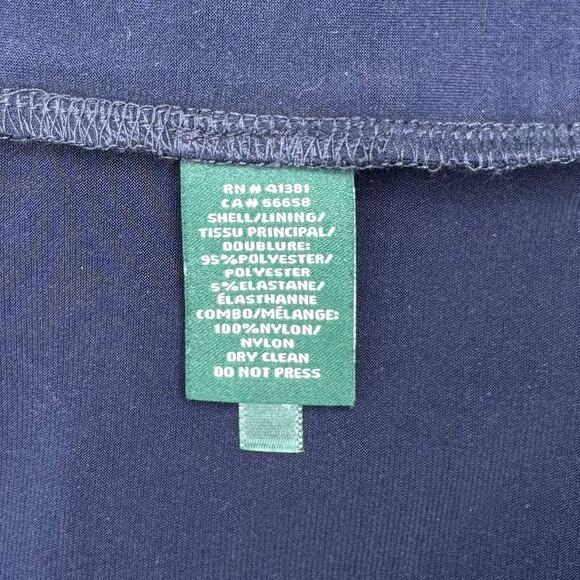 RN # 41381
CA# 56658
SHELL/LINING/
TISSU PRINCIPAL/
DOUBLURE:
95%POLYESTER/
POLYESTER
5%ELASTANE/
ÉLASTHANNE
COMBO/MÉLANGE:
100%NYLON/
NYLON
DRY CLEAN
DO NOT PRESS